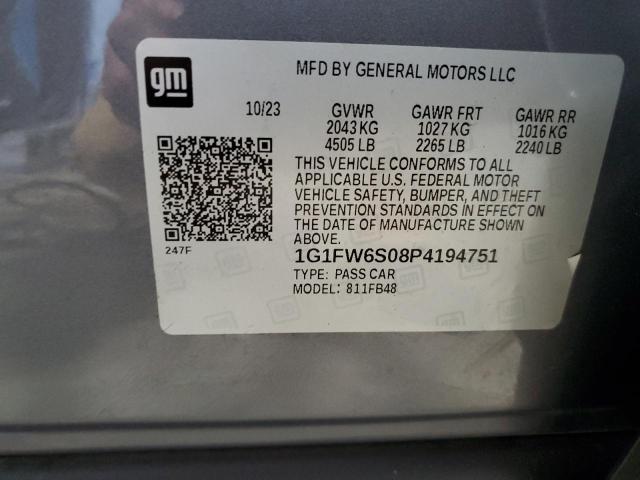 gm
MFD BY GENERAL MOTORS LLC
10/23 GVWR GAWR FRT GAWR RR
2043 KG 1027 KG 1016 KG
4505 LB 2265 LB 2240 LB
THIS VEHICLE CONFORMS TO ALL
APPLICABLE U.S. FEDERAL MOTOR
VEHICLE SAFETY, BUMPER, AND THEFT
PREVENTION STANDARDS IN EFFECT ON
THE DATE OF MANUFACTURE SHOWN
ABOVE.
247F
1G1FW6S08P4194751
TYPE: PASS CAR
MODEL: 811FB48